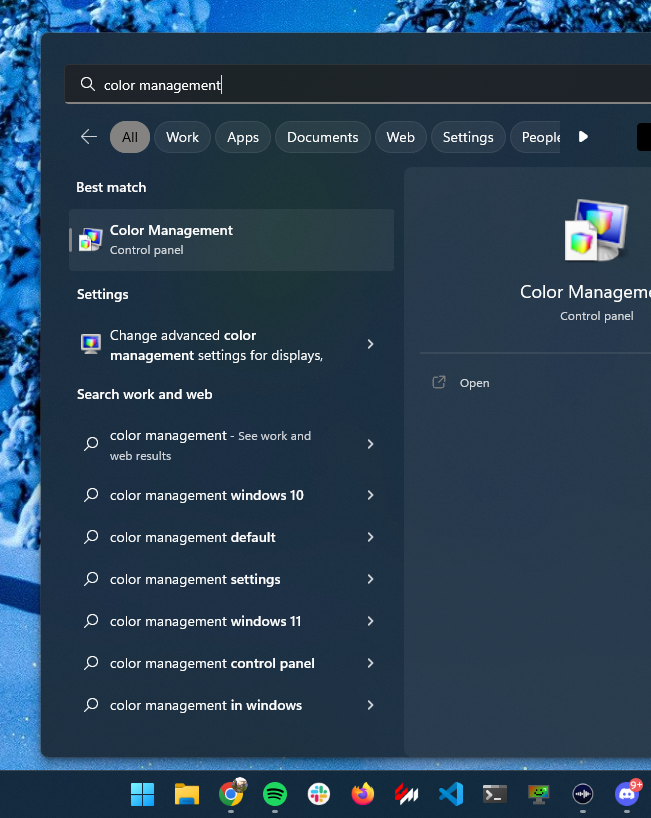 color management
All Work Apps Documents Web Settings People
Best match
Color Management
Control panel
Settings
Change advanced color
management settings for displays,
Search work and web
color management - See work and
web results
color management windows 10
color management default
color management settings
color management windows 11
color management control panel
color management in windows
Color Manageme
Control panel
Open
9+